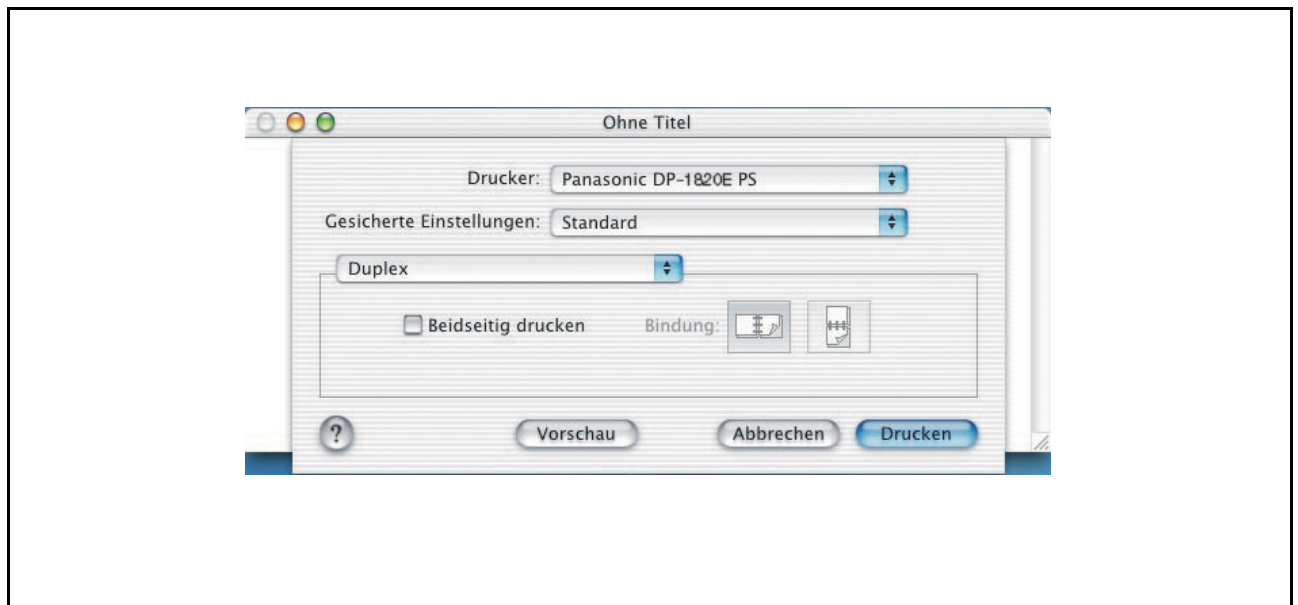 Ohne Titel
Drucker: Panasonic DP-1820E PS
Gesicherte Einstellungen: Standard
Duplex
Beidseitig drucken Bindung:
? Vorschau Abbrechen Drucken